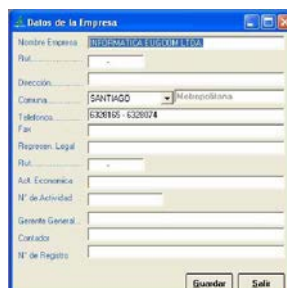 Datos de la Empresa
Nombre Empresa INFORMATICA EUGCOM LTDA.
Rut
Dirección
Comuna SANTIAGO Metropolitana
Telefonos 6328165 - 6328074
Fax
Represen. Legal
Rut
Act. Economica
N° de Actividad
Gerente General
Contador
N° de Registro
Guardar Salir